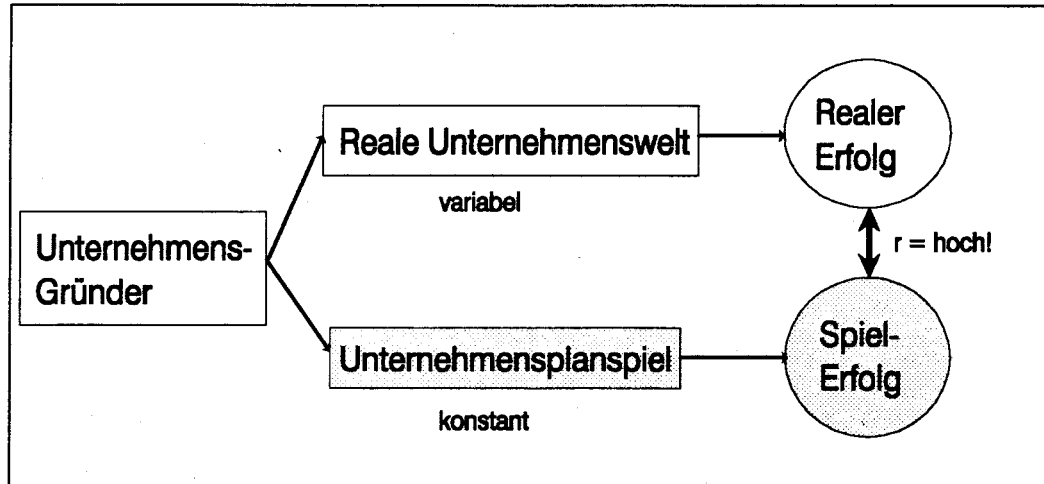 Realer
Erfolg
Reale Unternehmenswelt
variabel
Unternehmens-
Gründer
r = hoch!
Spiel-
Erfolg
Unternehmensplanspiel
konstant